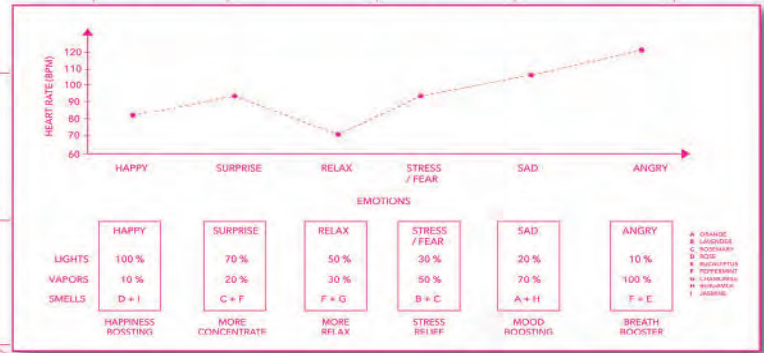 HEART RATE (BPM)
120
110
100
90
80
70
60
HAPPY SURPRISE RELAX STRESS / FEAR SAD ANGRY
EMOTIONS
HAPPY SURPRISE RELAX STRESS / FEAR SAD ANGRY
LIGHTS 100 % 70 % 50 % 30 % 20 % 10 %
VAPORS 10 % 20 % 30 % 50 % 70 % 100 %
SMELLS D + I C + F F + G B + C A + H F + E
HAPPINESS BOSSTING MORE CONCENTRATE MORE RELAX STRESS RELIEF MOOD BOOSTING BREATH BOOSTER
A ORANGE
B LAVENDER
C ROSEMARY
D ROSE
E EUCALYPTUS
F PEPPERMINT
G CHAMOMILE
H
I JASMINE